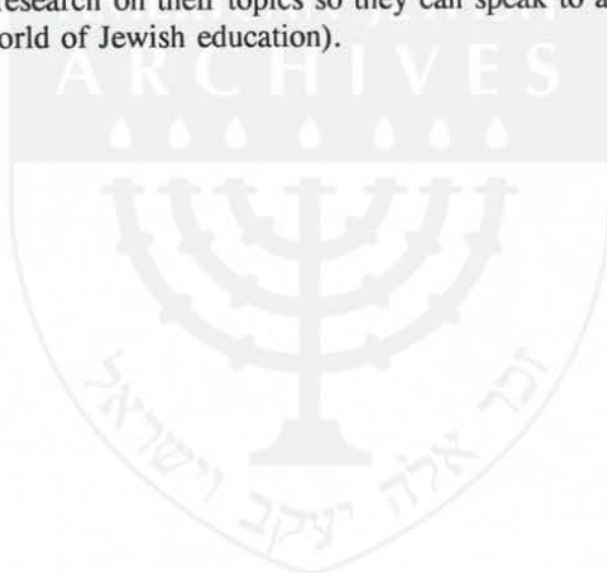 research on their topics so they can speak to a
orld of Jewish education).
ARCHIVES
זכר אלה יעקב וישראל